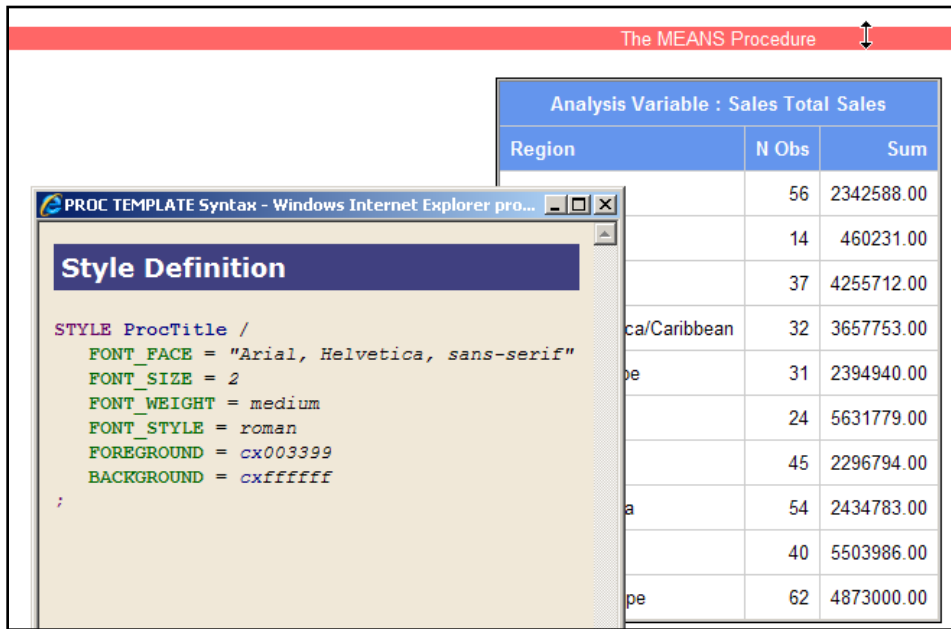 The MEANS Procedure
Analysis Variable : Sales Total Sales
Region N Obs Sum
56 2342588.00
14 460231.00
37 4255712.00
ca/Caribbean 32 3657753.00
pe 31 2394940.00
24 5631779.00
45 2296794.00
a 54 2434783.00
40 5503986.00
pe 62 4873000.00
PROC TEMPLATE Syntax - Windows Internet Explorer pro...
Style Definition
STYLE ProcTitle /
FONT_FACE = "Arial, Helvetica, sans-serif"
FONT_SIZE = 2
FONT_WEIGHT = medium
FONT_STYLE = roman
FOREGROUND = cx003399
BACKGROUND = cxffffff
;